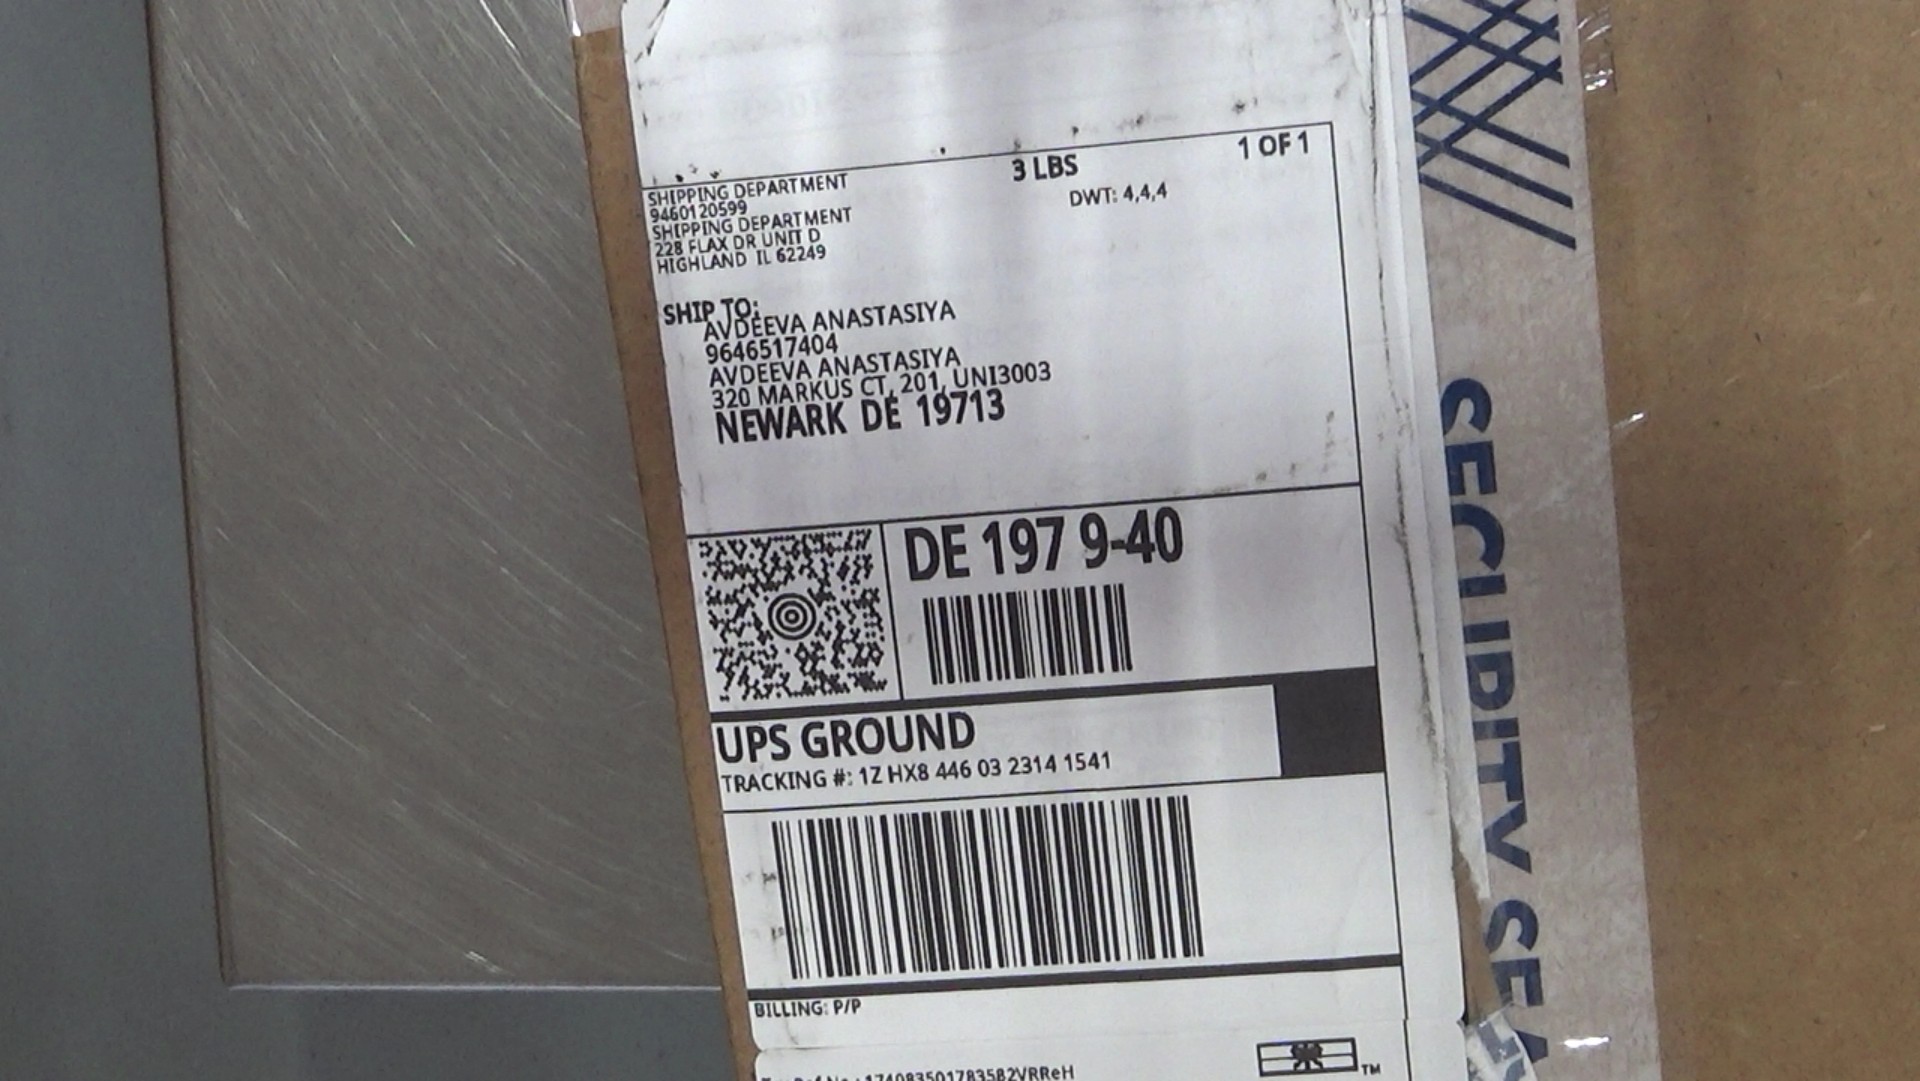 1 OF 1
3 LBS
DWT: 4,4,4
SHIPPING DEPARTMENT
9460120599
SHIPPING DEPARTMENT
228 FLAX DR UNIT D
HIGHLAND IL 62249
SHIP TO:
AVDEEVA ANASTASIYA
9646517404
AVDEEVA ANASTASIYA
320 MARKUS CT, 201, UNI3003
NEWARK DE 19713
DE 197 9-40
UPS GROUND
TRACKING #: 1Z HX8 446 03 2314 1541
BILLING: P/P
174083501783582VRReH
TM
SECURITY SEA